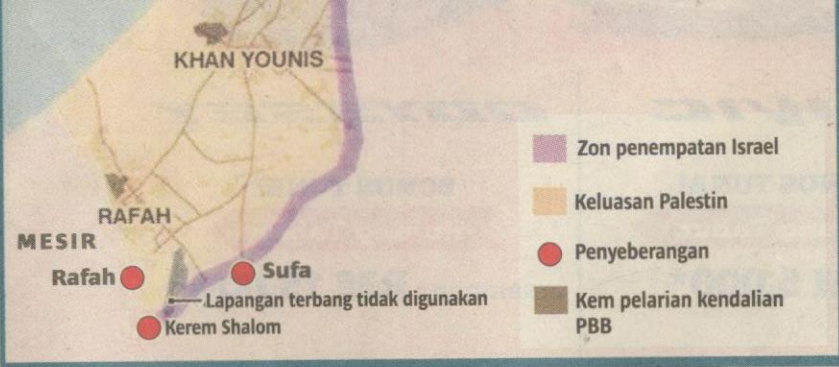 KHAN YOUNIS
RAFAH
MESIR
Rafah
Sufa
Lapangan terbang tidak digunakan
Kerem Shalom
Zon penempatan Israel
Keluasan Palestin
Penyeberangan
Kem pelarian kendalian
PBB